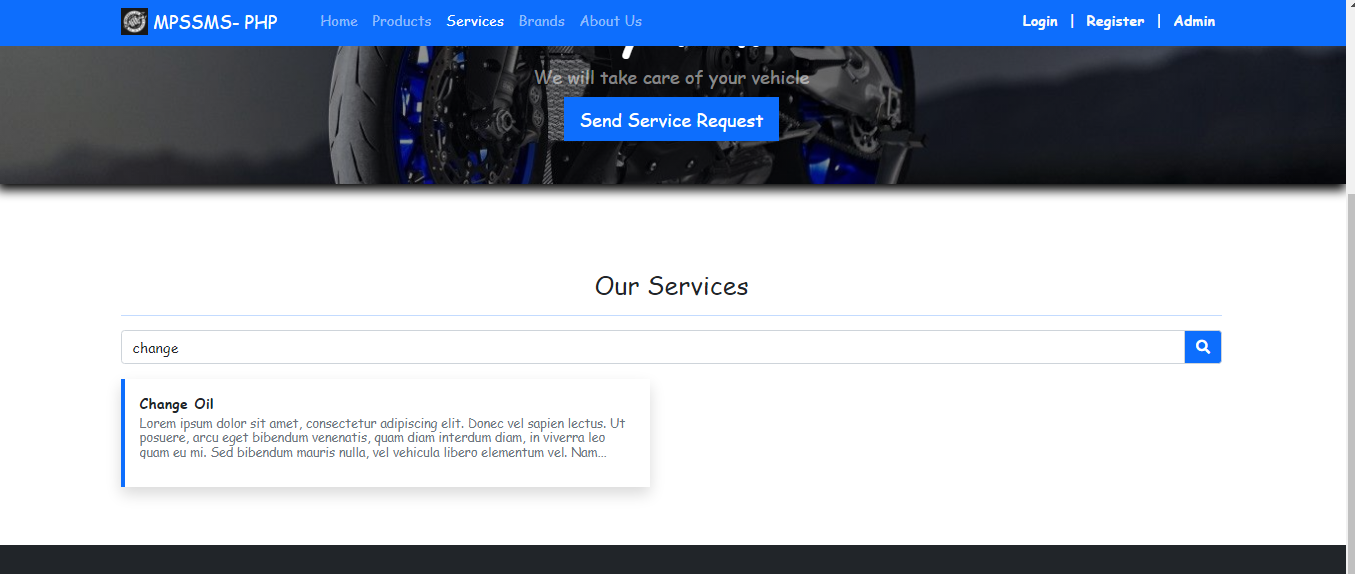 MPSSMS- PHP Home Products Services Brands About Us Login | Register | Admin
We will take care of your vehicle
Send Service Request
Our Services
change
Change Oil
Lorem ipsum dolor sit amet, consectetur adipiscing elit. Donec vel sapien lectus. Ut
posuere, arcu eget bibendum venenatis, quam diam interdum diam, in viverra leo
quam eu mi. Sed bibendum mauris nulla, vel vehicula libero elementum vel. Nam...